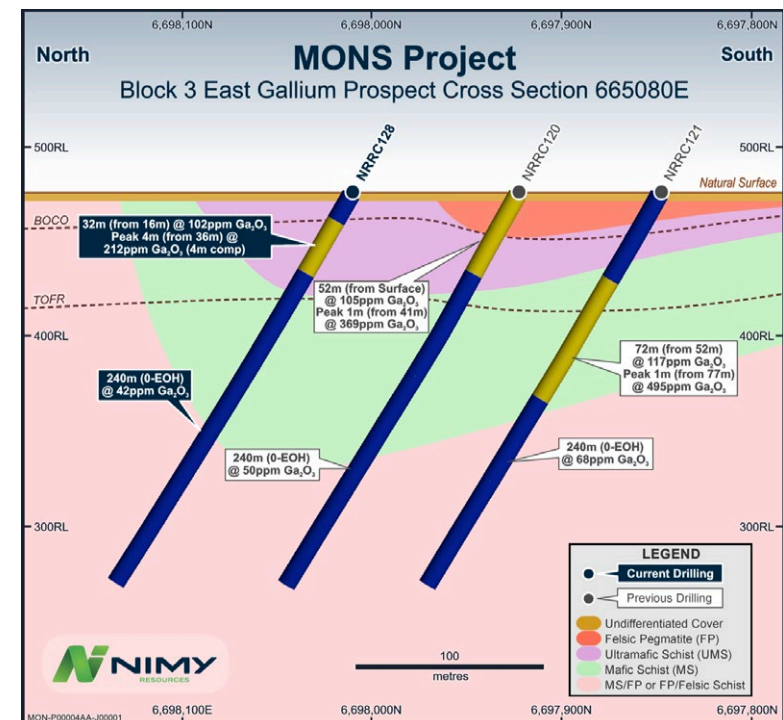 6,698,100N
6,698,000N
6,697,900N
6,697,800N
North
MONS Project
South
Block 3 East Gallium Prospect Cross Section 665080E
NRRC128
NRRC120
NRRC121
500RL
500RL
Natural Surface
BOCO
32m (from 16m) @ 102ppm Ga₂O₃
Peak 4m (from 36m) @
212ppm Ga₂O₃ (4m comp)
52m (from Surface)
@ 105ppm Ga₂O₃
Peak 1m (from 41m)
@ 369ppm Ga₂O₃
TOFR
400RL
400RL
72m (from 52m)
@ 117ppm Ga₂O₃
Peak 1m (from 77m)
@ 495ppm Ga₂O₃
240m (0-EOH)
@ 42ppm Ga₂O₃
240m (0-EOH)
@ 50ppm Ga₂O₃
240m (0-EOH)
@ 68ppm Ga₂O₃
300RL
300RL
LEGEND
Current Drilling
Previous Drilling
Undifferentiated Cover
Felsic Pegmatite (FP)
Ultramafic Schist (UMS)
Mafic Schist (MS)
MS/FP or FP/Felsic Schist
NIMY
RESOURCES
100
metres
MON-P00004AA-J00001
6,698,100E
6,698,000N
6,697,900N
6,697,800N